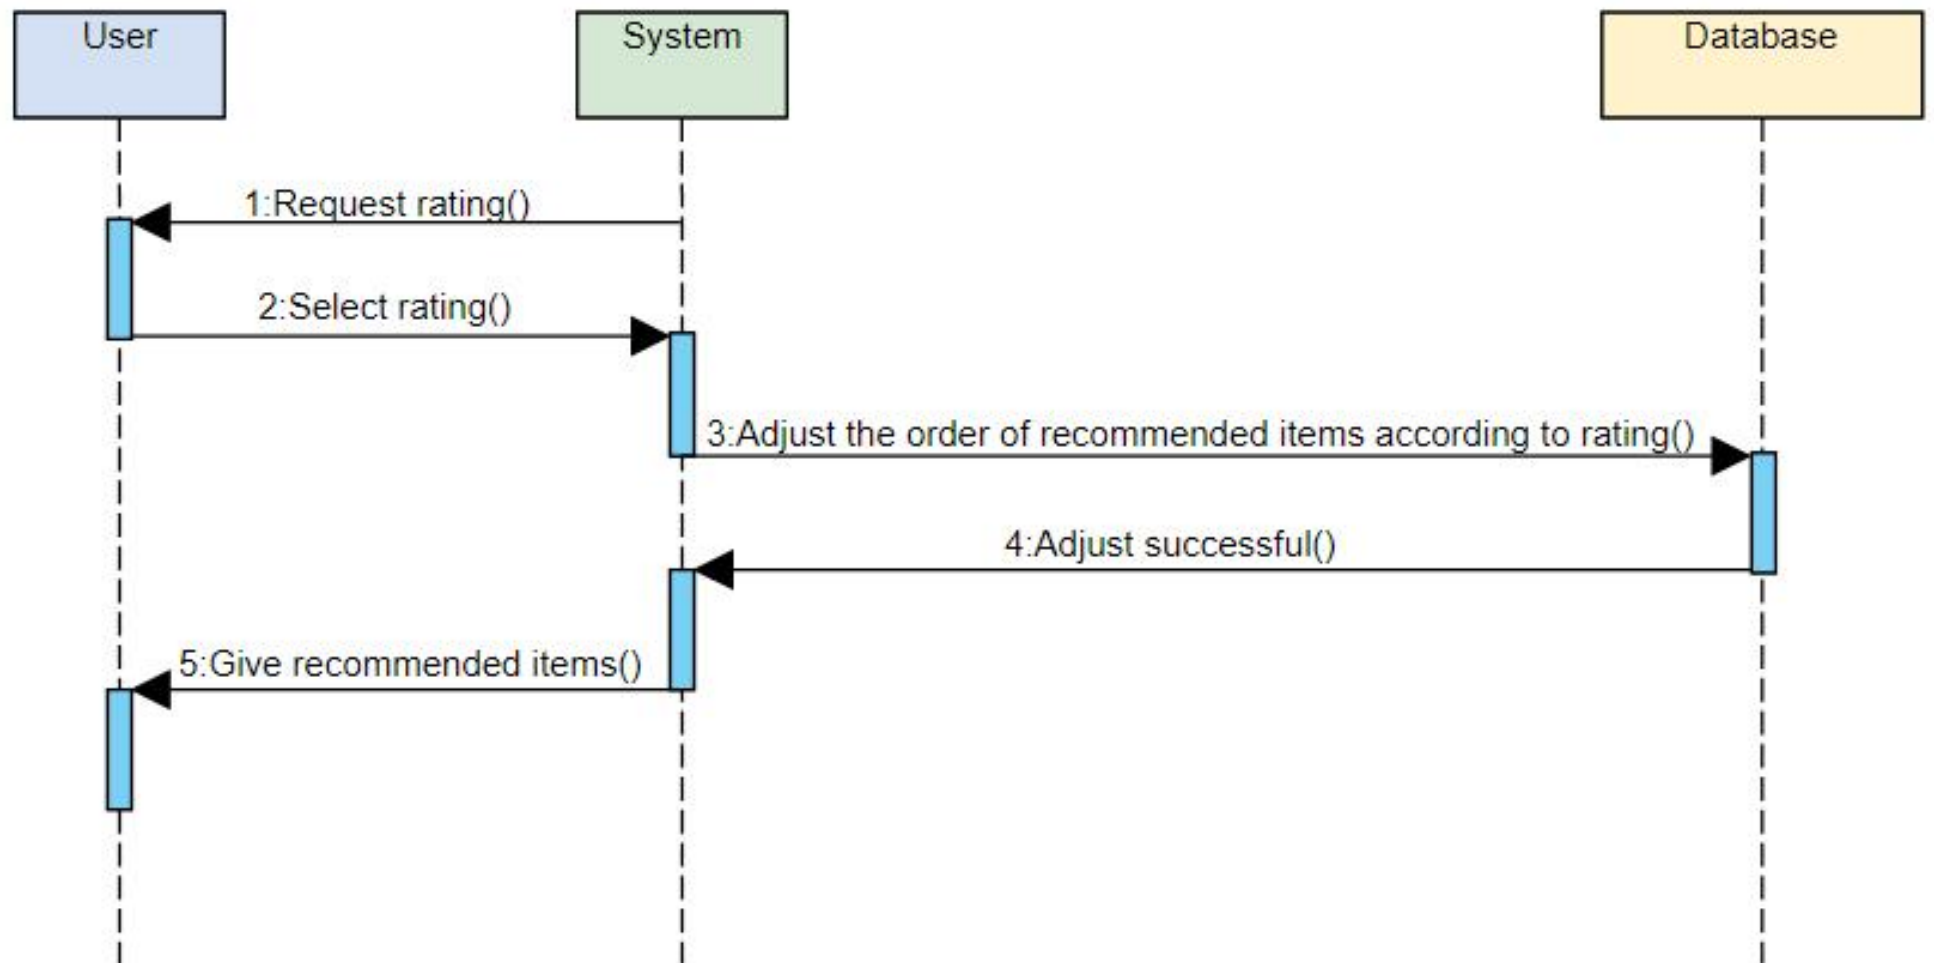 User
System
Database
1:Request rating()
2:Select rating()
3:Adjust the order of recommended items according to rating()
4:Adjust successful()
5:Give recommended items()